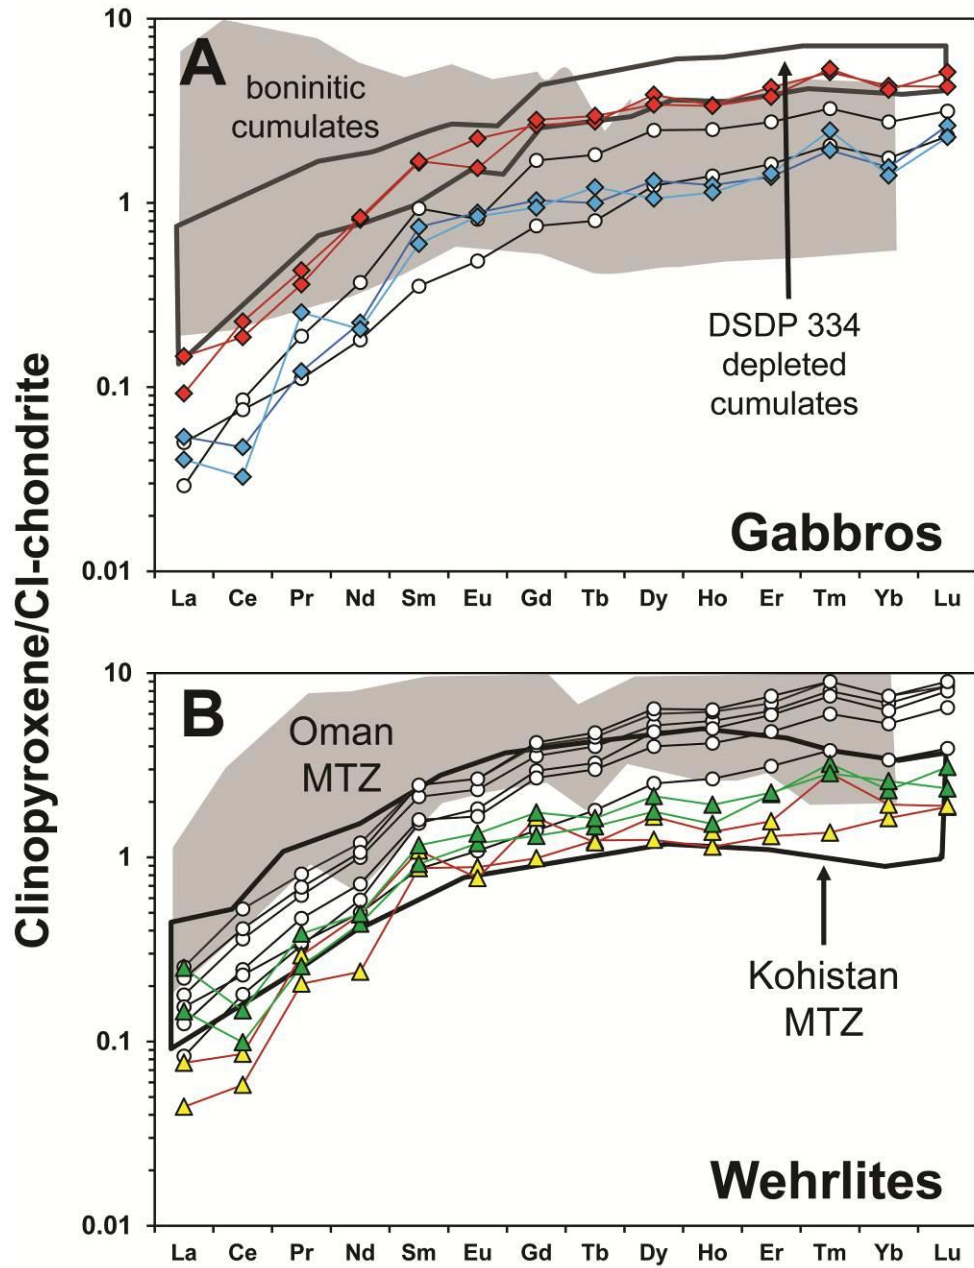 10
A
boninitic
cumulates
1
DSDP 334
depleted
cumulates
0.1
Gabbros
0.01
La Ce Pr Nd Sm Eu Gd Tb Dy Ho Er Tm Yb Lu
Clinopyroxene/CI-chondrite
10
B
Oman
MTZ
1
Kohistan
MTZ
0.1
Wehrlites
0.01
La Ce Pr Nd Sm Eu Gd Tb Dy Ho Er Tm Yb Lu